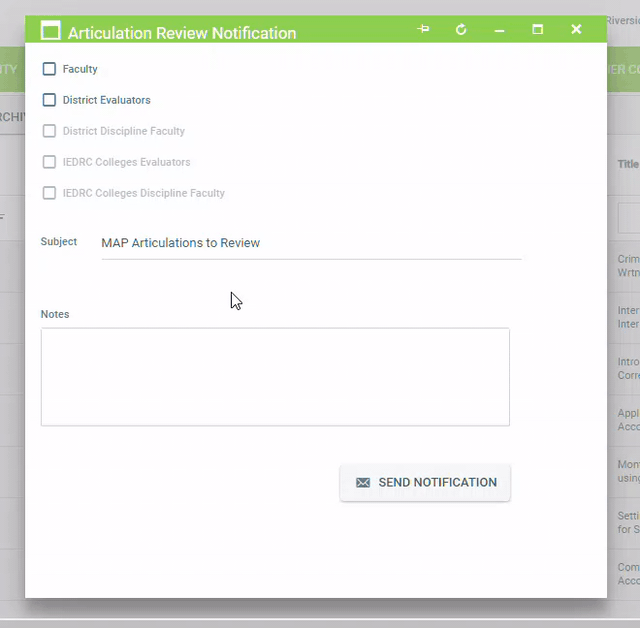 Articulation Review Notification
Riversi
ITY
ER CO
RCHI
Faculty
District Evaluators
District Discipline Faculty
IEDRC Colleges Evaluators
IEDRC Colleges Discipline Faculty
Title
Subject
MAP Articulations to Review
Crim
Wrtn
Inter
Inter
Notes
Intro
Corre
Appl
Acco
Mon
using
SEND NOTIFICATION
Setti
for S
Com
Acco